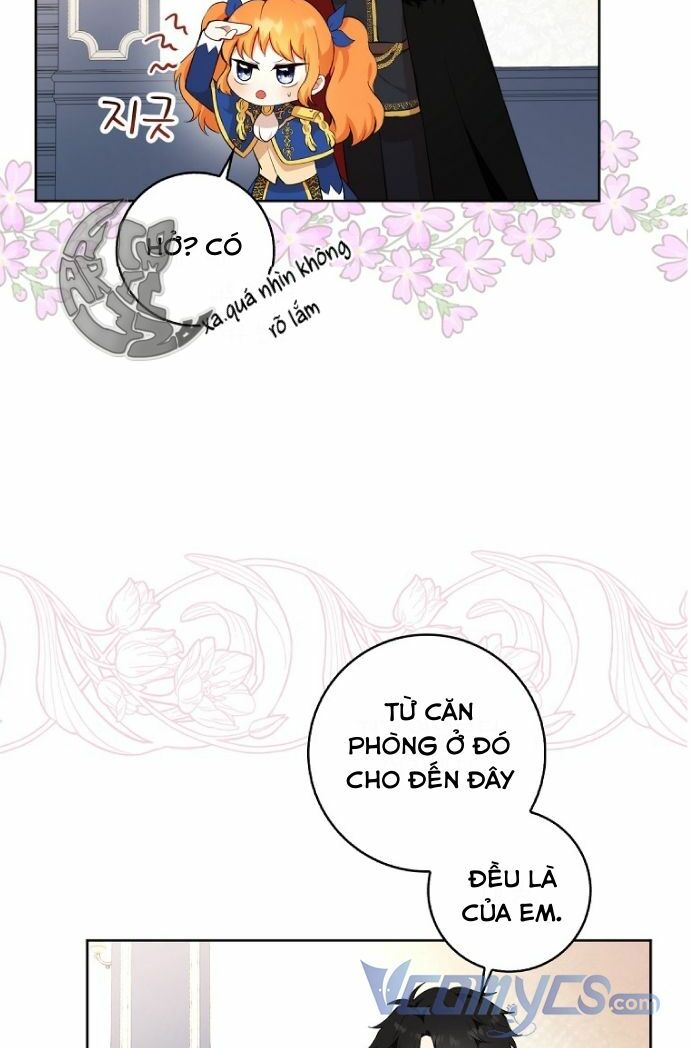 지긋
HỞ? CÓ
xa.quá nhìn không
rõ lắm
TỪ CĂN
PHÒNG Ở ĐÓ
CHO ĐẾN ĐÂY
ĐỀU LÀ
CỦA EM.
VCOMYCS.com